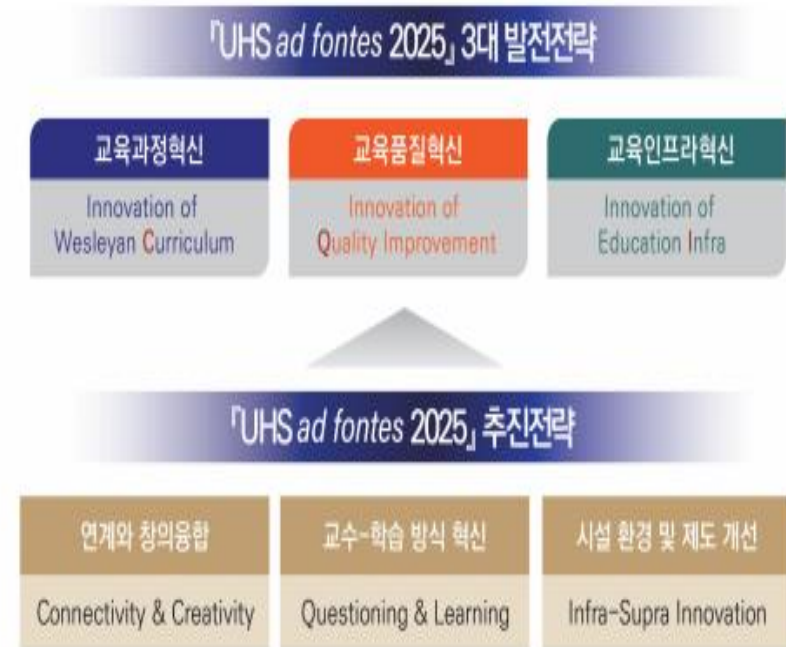 『UHS ad fontes 2025』 3대 발전전략
교육과정혁신
Innovation of
Wesleyan Curriculum
교육품질혁신
Innovation of
Quality Improvement
교육인프라혁신
Innovation of
Education Infra
『UHS ad fontes 2025』 추진전략
연계와 창의융합
Connectivity & Creativity
교수-학습 방식 혁신
Questioning & Learning
시설 환경 및 제도 개선
Infra-Supra Innovation